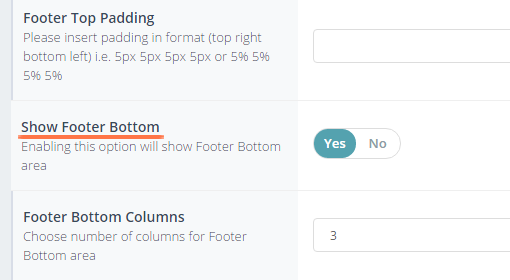 Footer Top Padding
Please insert padding in format (top right
bottom left) i.e. 5px 5px 5px 5px or 5% 5%
5% 5%
Show Footer Bottom
Enabling this option will show Footer Bottom
area
Yes No
Footer Bottom Columns
Choose number of columns for Footer
Bottom area
3